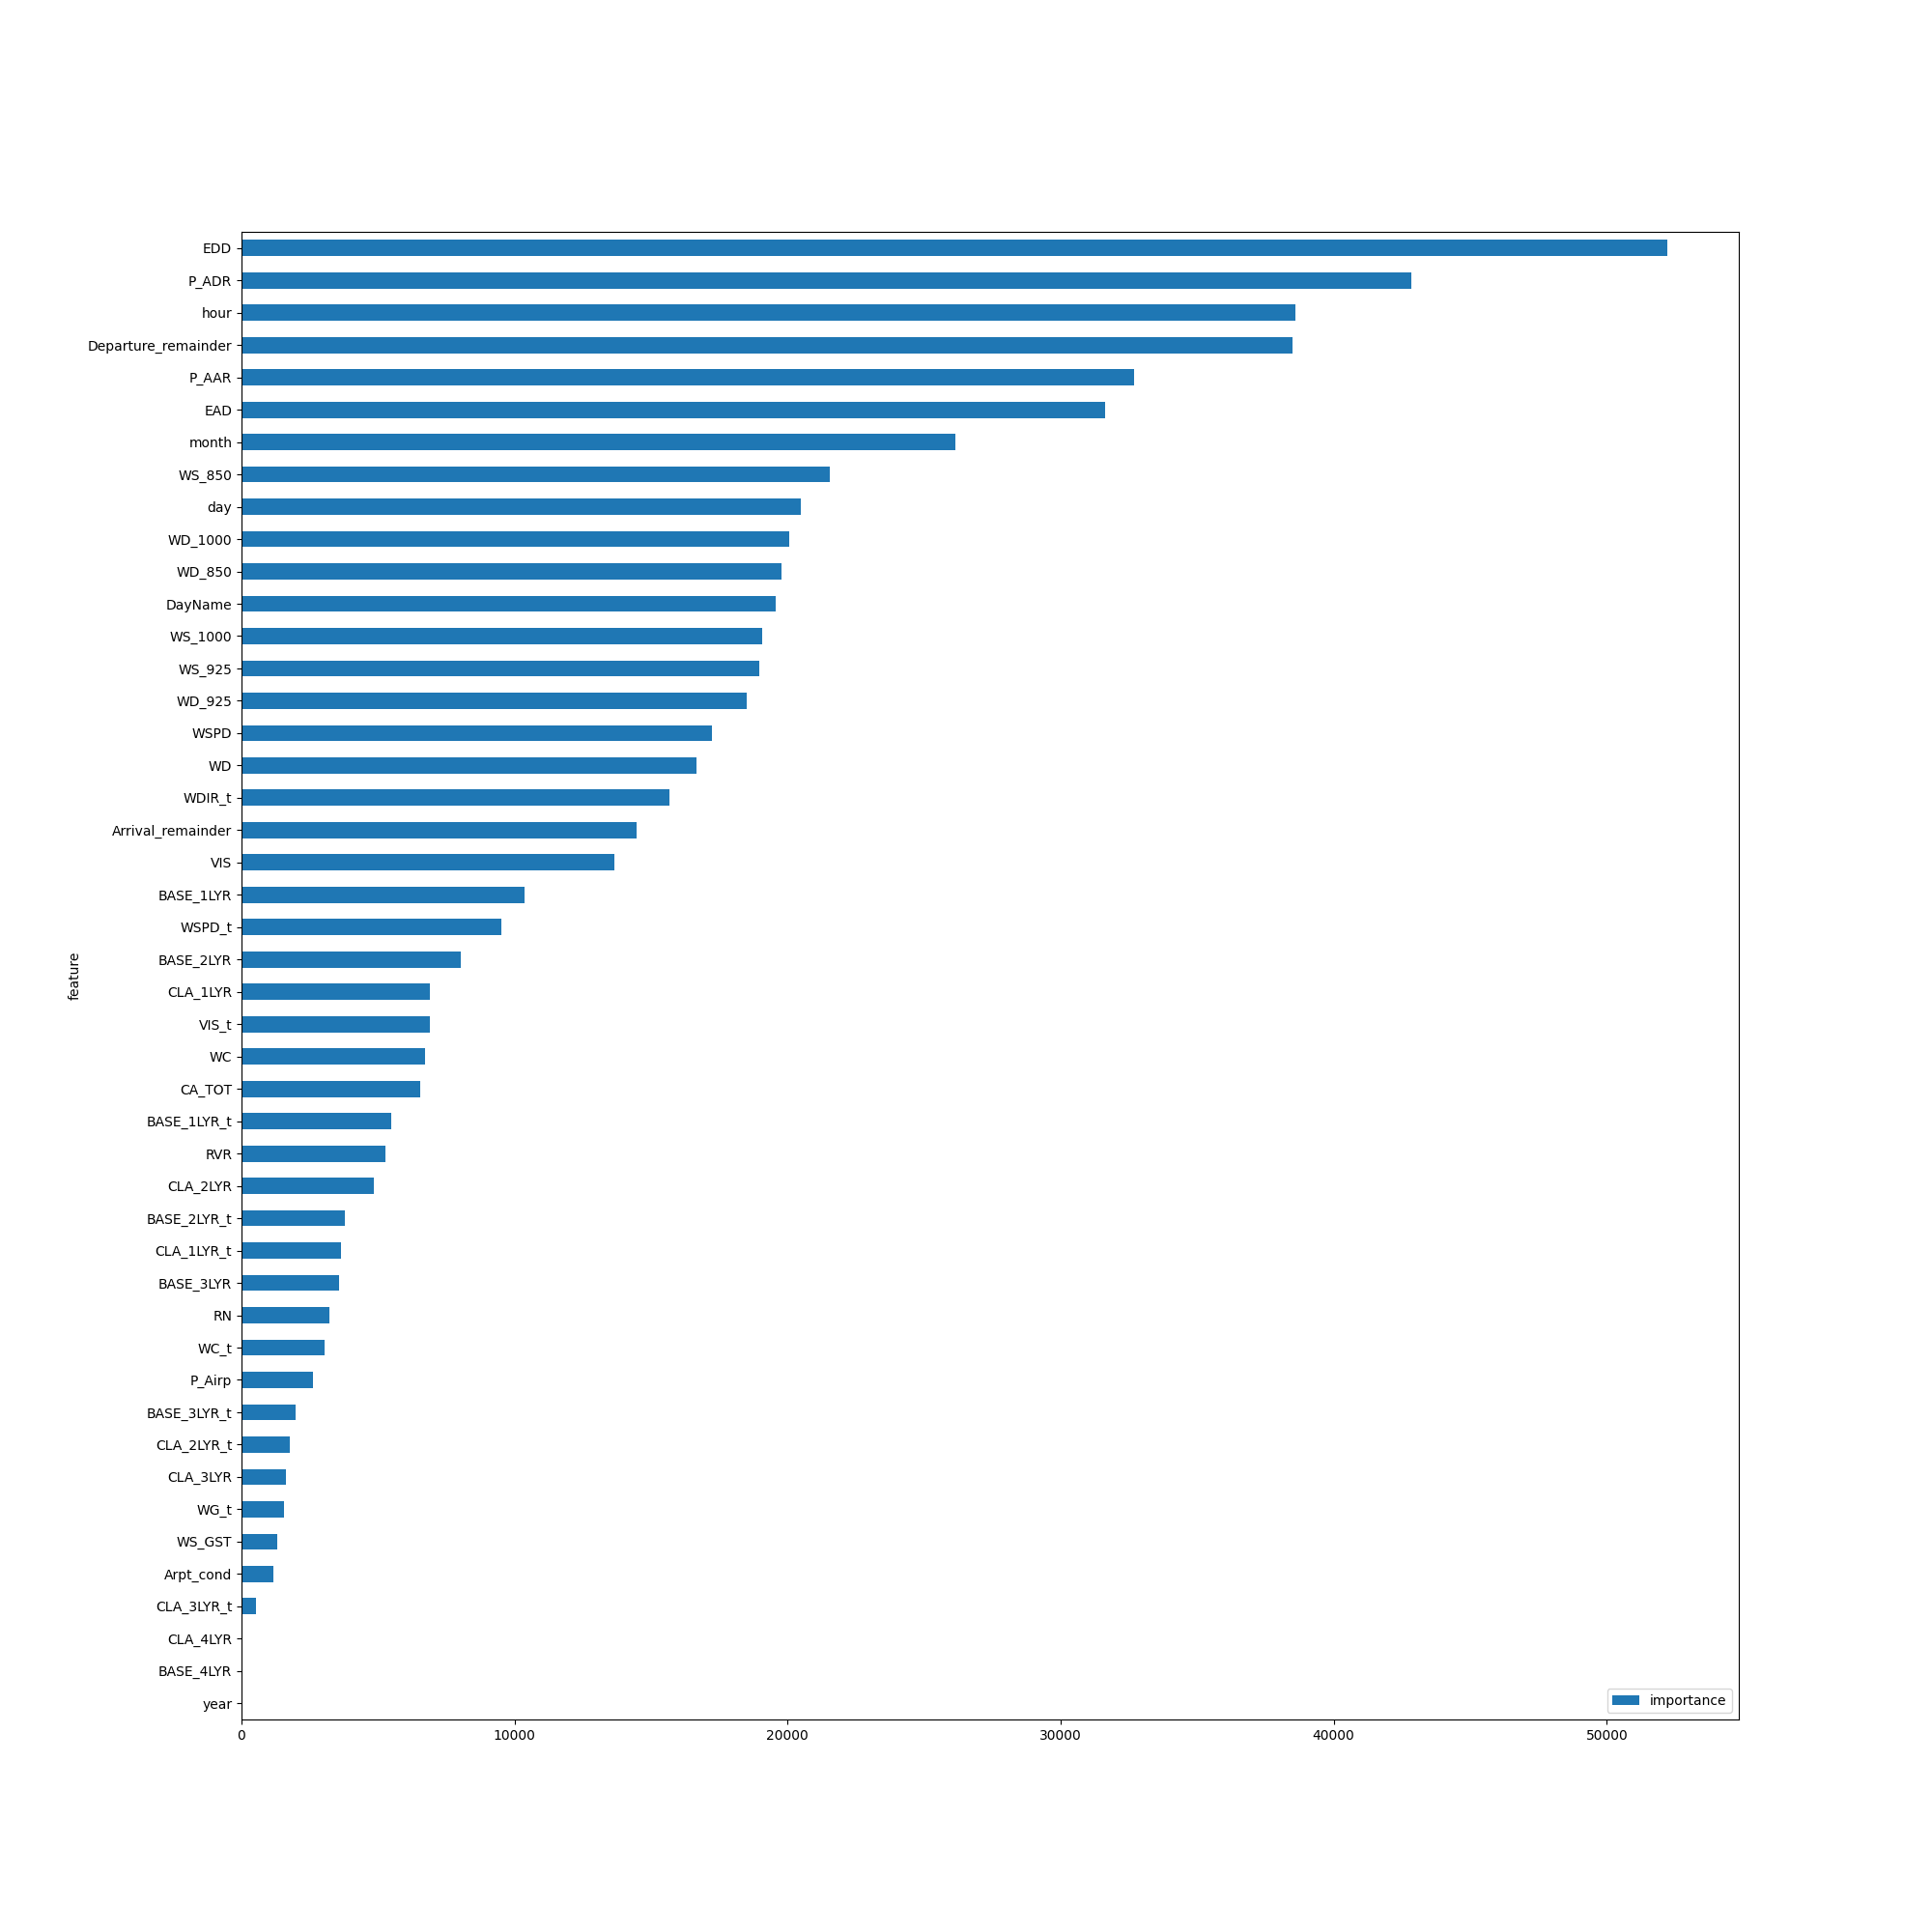 EDD
P_ADR
hour
Departure_remainder
P_AAR
EAD
month
WS_850
day
WD_1000
WD_850
DayName
WS_1000
WS_925
WD_925
WSPD
WD
WDIR_t
Arrival_remainder
VIS
BASE_1LYR
WSPD_t
BASE_2LYR
feature
CLA_1LYR
VIS_t
WC
CA_TOT
BASE_1LYR_t
RVR
CLA_2LYR
BASE_2LYR_t
CLA_1LYR_t
BASE_3LYR
RN
WC_t
P_Airp
BASE_3LYR_t
CLA_2LYR_t
CLA_3LYR
WG_t
WS_GST
Arpt_cond
CLA_3LYR_t
CLA_4LYR
BASE_4LYR
year
importance
0 10000 20000 30000 40000 50000